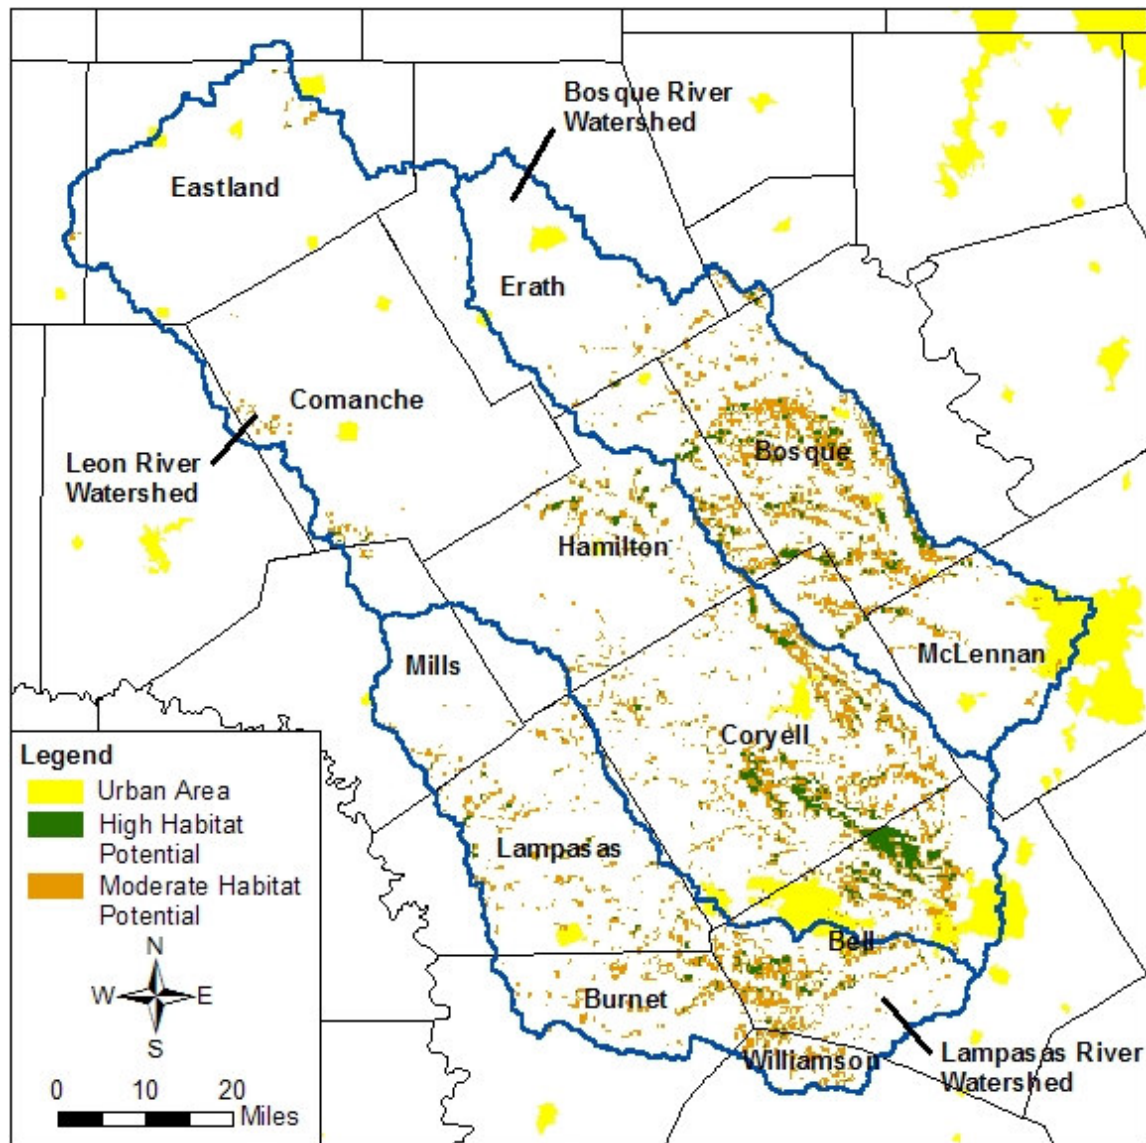 Bosque River
Watershed
Eastland
Erath
Comanche
Leon River
Watershed
Bosque
Hamilton
McLennan
Mills
Coryell
Legend
Urban Area
High Habitat
Potential
Moderate Habitat
Potential
Lampasas
N
W E
S
Bell
Burnet
Lampasas River
Watershed
Williamson
0 10 20
Miles